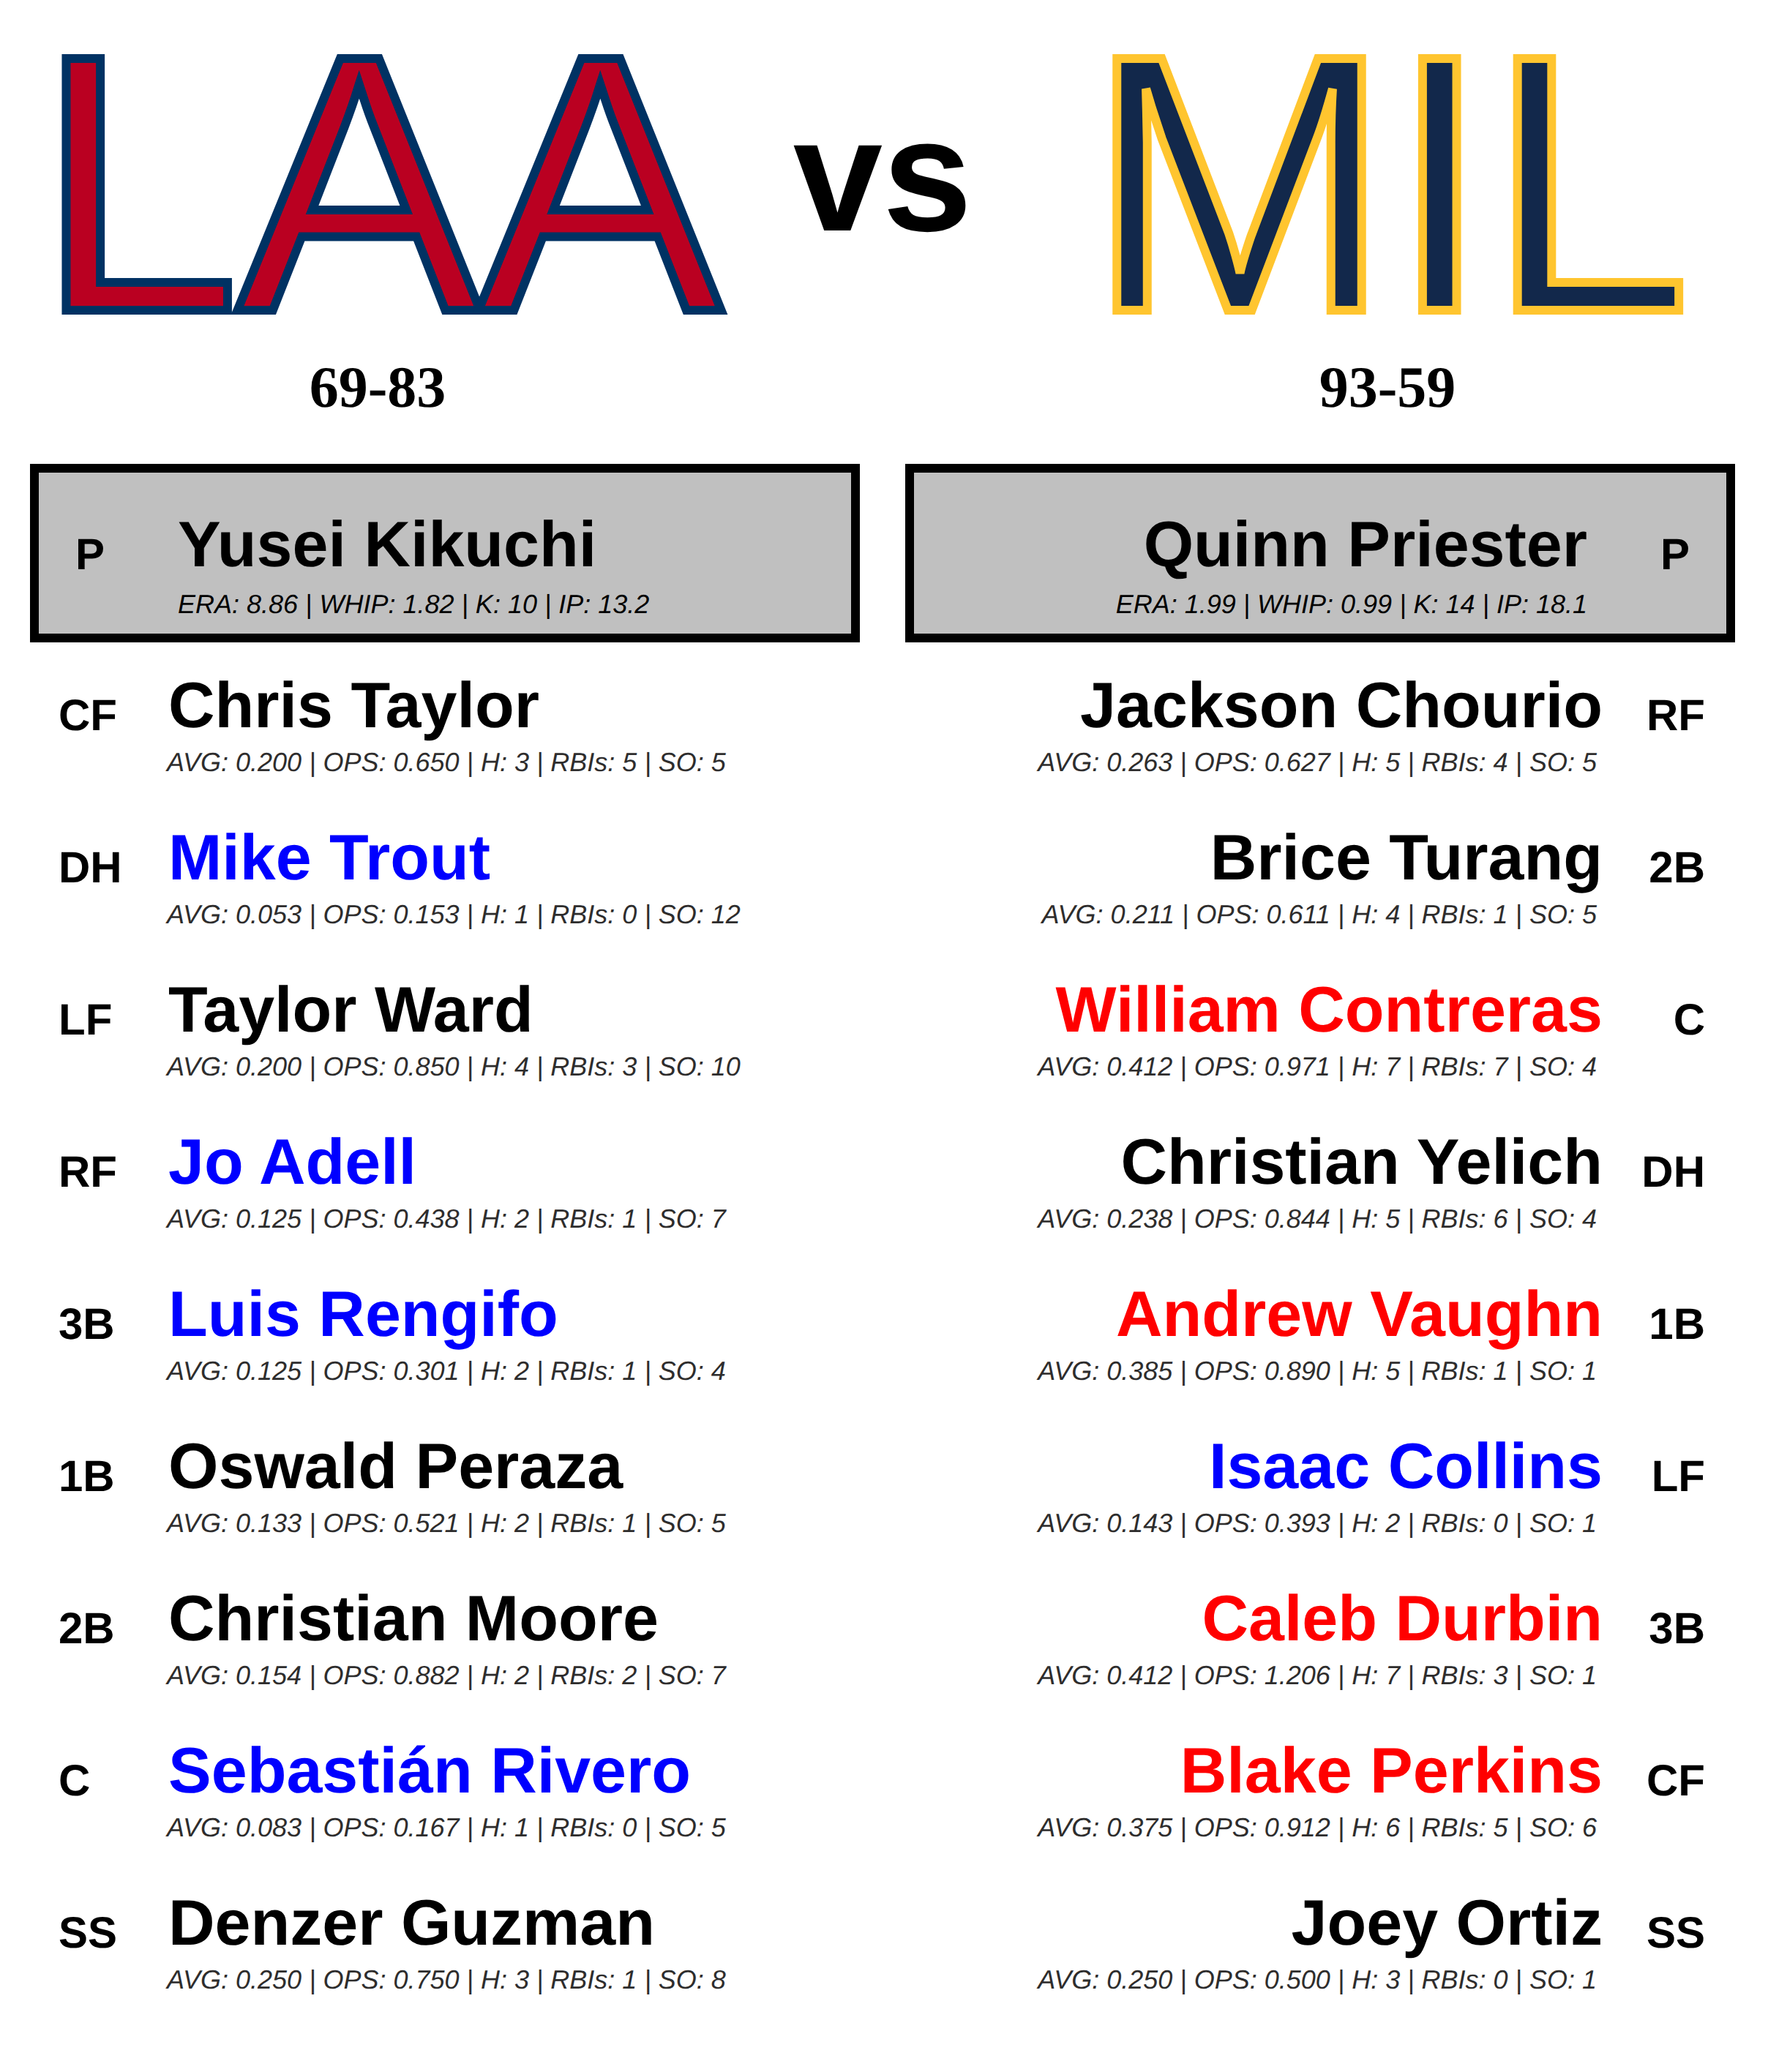 LAA vs MIL
69-83 93-59
P Yusei Kikuchi Quinn Priester P
ERA: 8.86 | WHIP: 1.82 | K: 10 | IP: 13.2 ERA: 1.99 | WHIP: 0.99 | K: 14 | IP: 18.1
CF Chris Taylor Jackson Chourio RF
AVG: 0.200 | OPS: 0.650 | H: 3 | RBIs: 5 | SO: 5 AVG: 0.263 | OPS: 0.627 | H: 5 | RBIs: 4 | SO: 5
DH Mike Trout Brice Turang 2B
AVG: 0.053 | OPS: 0.153 | H: 1 | RBIs: 0 | SO: 12 AVG: 0.211 | OPS: 0.611 | H: 4 | RBIs: 1 | SO: 5
LF Taylor Ward William Contreras C
AVG: 0.200 | OPS: 0.850 | H: 4 | RBIs: 3 | SO: 10 AVG: 0.412 | OPS: 0.971 | H: 7 | RBIs: 7 | SO: 4
RF Jo Adell Christian Yelich DH
AVG: 0.125 | OPS: 0.438 | H: 2 | RBIs: 1 | SO: 7 AVG: 0.238 | OPS: 0.844 | H: 5 | RBIs: 6 | SO: 4
3B Luis Rengifo Andrew Vaughn 1B
AVG: 0.125 | OPS: 0.301 | H: 2 | RBIs: 1 | SO: 4 AVG: 0.385 | OPS: 0.890 | H: 5 | RBIs: 1 | SO: 1
1B Oswald Peraza Isaac Collins LF
AVG: 0.133 | OPS: 0.521 | H: 2 | RBIs: 1 | SO: 5 AVG: 0.143 | OPS: 0.393 | H: 2 | RBIs: 0 | SO: 1
2B Christian Moore Caleb Durbin 3B
AVG: 0.154 | OPS: 0.882 | H: 2 | RBIs: 2 | SO: 7 AVG: 0.412 | OPS: 1.206 | H: 7 | RBIs: 3 | SO: 1
C Sebastián Rivero Blake Perkins CF
AVG: 0.083 | OPS: 0.167 | H: 1 | RBIs: 0 | SO: 5 AVG: 0.375 | OPS: 0.912 | H: 6 | RBIs: 5 | SO: 6
SS Denzer Guzman Joey Ortiz SS
AVG: 0.250 | OPS: 0.750 | H: 3 | RBIs: 1 | SO: 8 AVG: 0.250 | OPS: 0.500 | H: 3 | RBIs: 0 | SO: 1